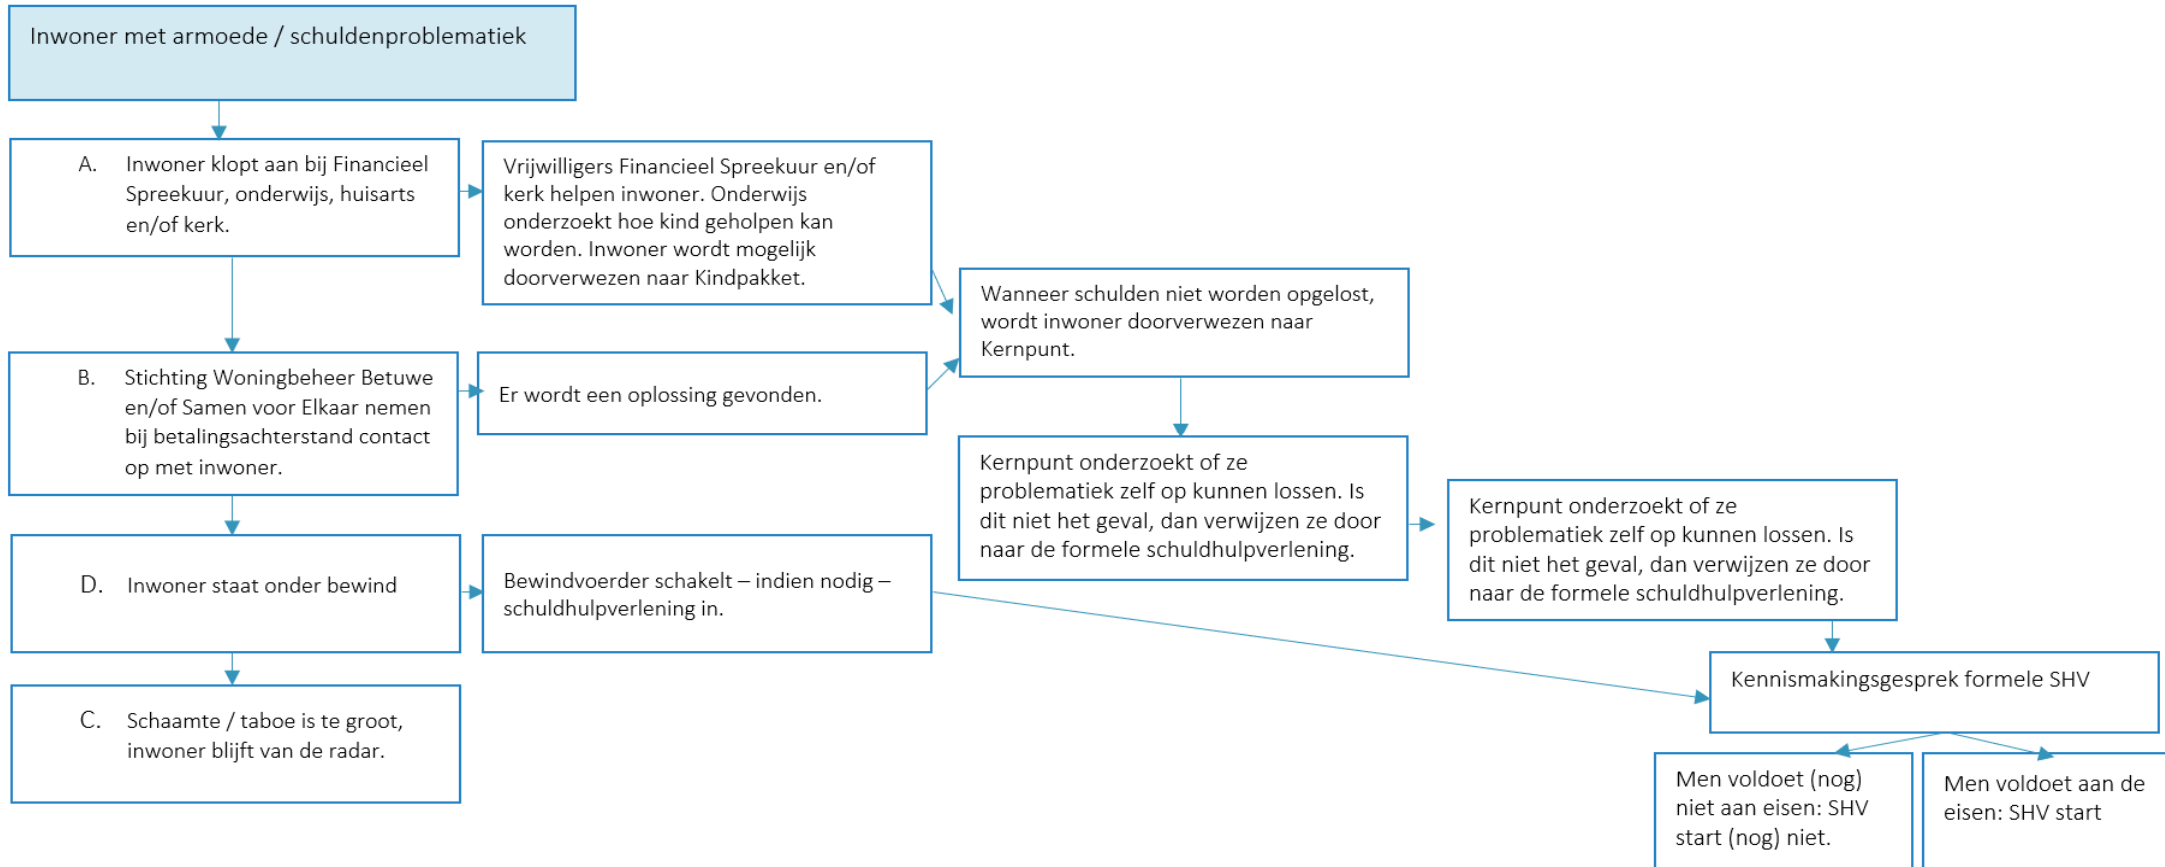 Inwoner met armoede / schuldenproblematiek
A. Inwoner klopt aan bij Financieel
Spreekuur, onderwijs, huisarts
en/of kerk.
Vrijwilligers Financieel Spreekuur en/of
kerk helpen inwoner. Onderwijs
onderzoekt hoe kind geholpen kan
worden. Inwoner wordt mogelijk
doorverwezen naar Kindpakket.
Wanneer schulden niet worden opgelost,
wordt inwoner doorverwezen naar
Kernpunt.
B. Stichting Woningbeheer Betuwe
en/of Samen voor Elkaar nemen
bij betalingsachterstand contact
op met inwoner.
Er wordt een oplossing gevonden.
Kernpunt onderzoekt of ze
problematiek zelf op kunnen lossen. Is
dit niet het geval, dan verwijzen ze door
naar de formele schuldhulpverlening.
Kernpunt onderzoekt of ze
problematiek zelf op kunnen lossen. Is
dit niet het geval, dan verwijzen ze door
naar de formele schuldhulpverlening.
D. Inwoner staat onder bewind
Bewindvoerder schakelt – indien nodig –
schuldhulpverlening in.
Kennismakingsgesprek formele SHV
C. Schaamte / taboe is te groot,
inwoner blijft van de radar.
Men voldoet (nog)
niet aan eisen: SHV
start (nog) niet.
Men voldoet aan de
eisen: SHV start